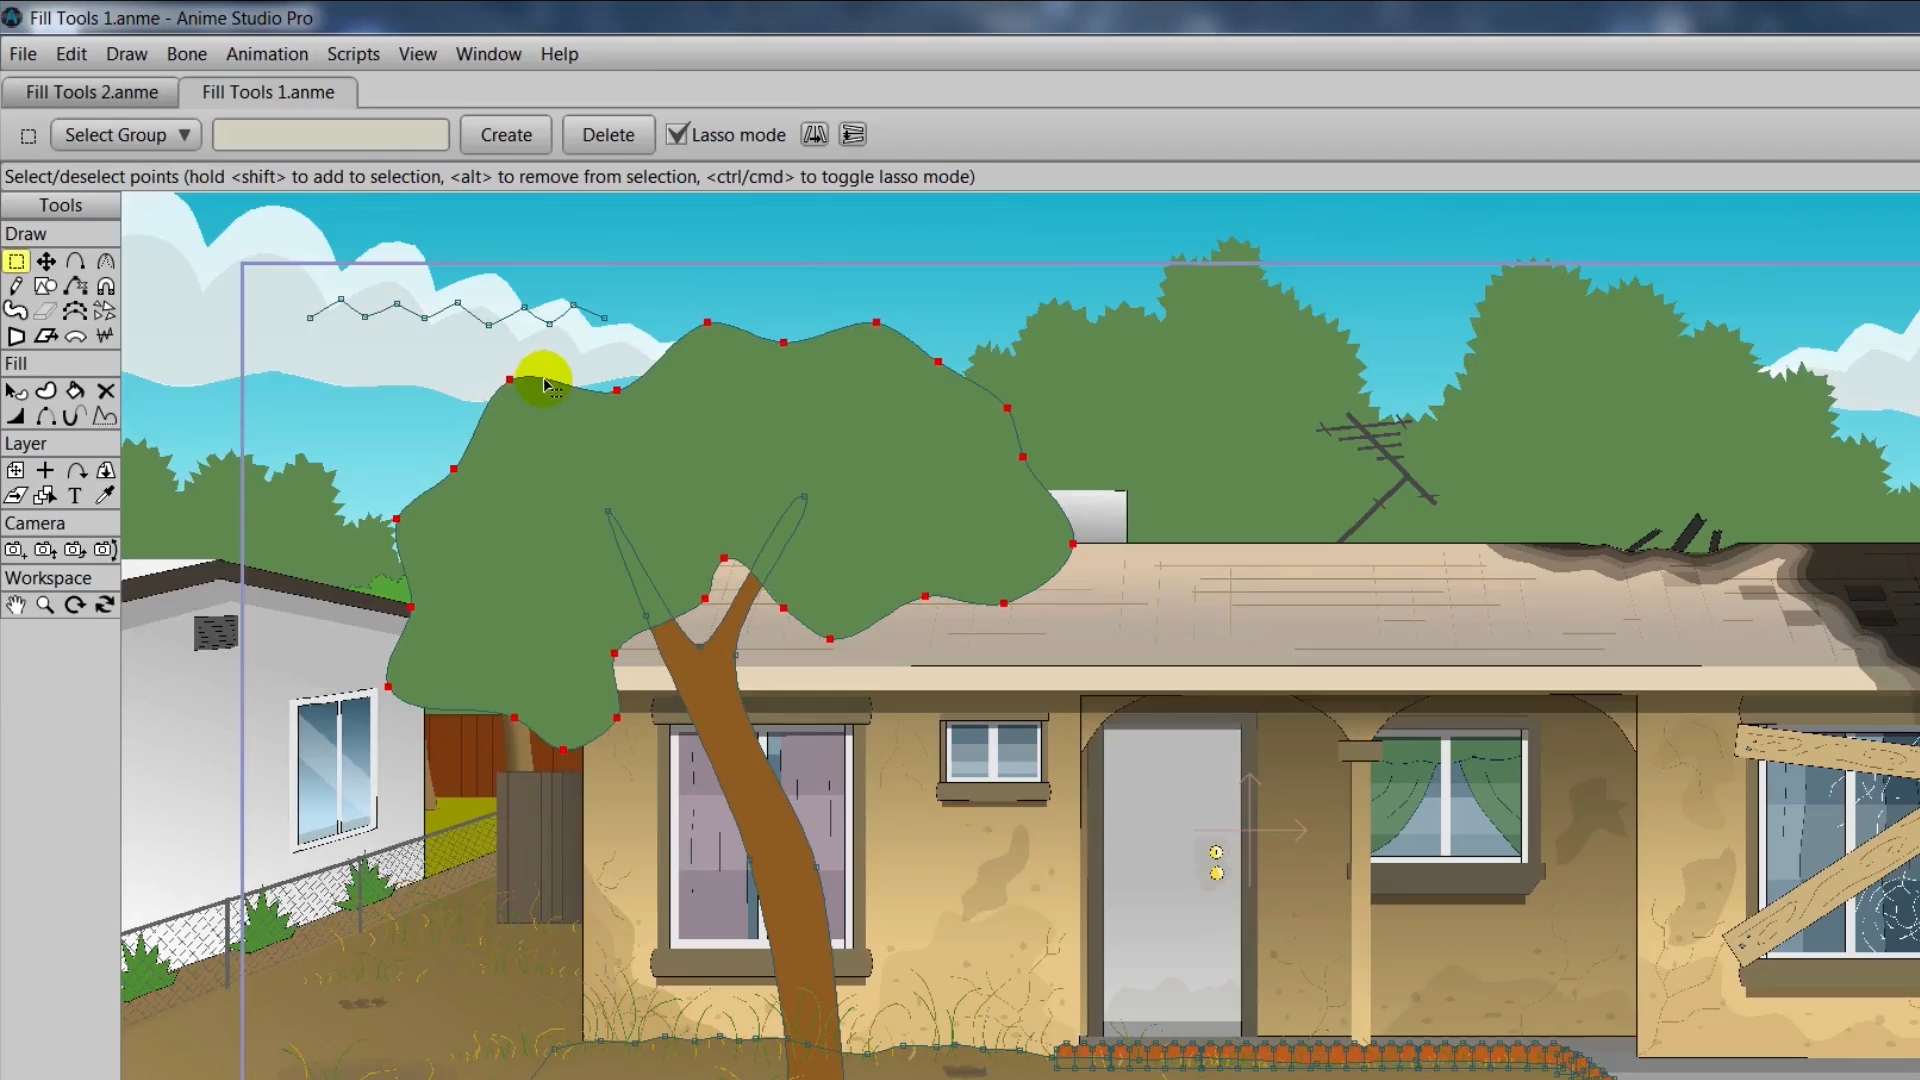 Fill Tools 1.anme - Anime Studio Pro
File Edit Draw Bone Animation Scripts View Window Help
Fill Tools 2.anme Fill Tools 1.anme
Select Group Create Delete Lasso mode
Select/deselect points (hold <shift> to add to selection, <alt> to remove from selection, <ctrl/cmd> to toggle lasso mode)
Tools
Draw
Fill
Layer
T
Camera
Workspace